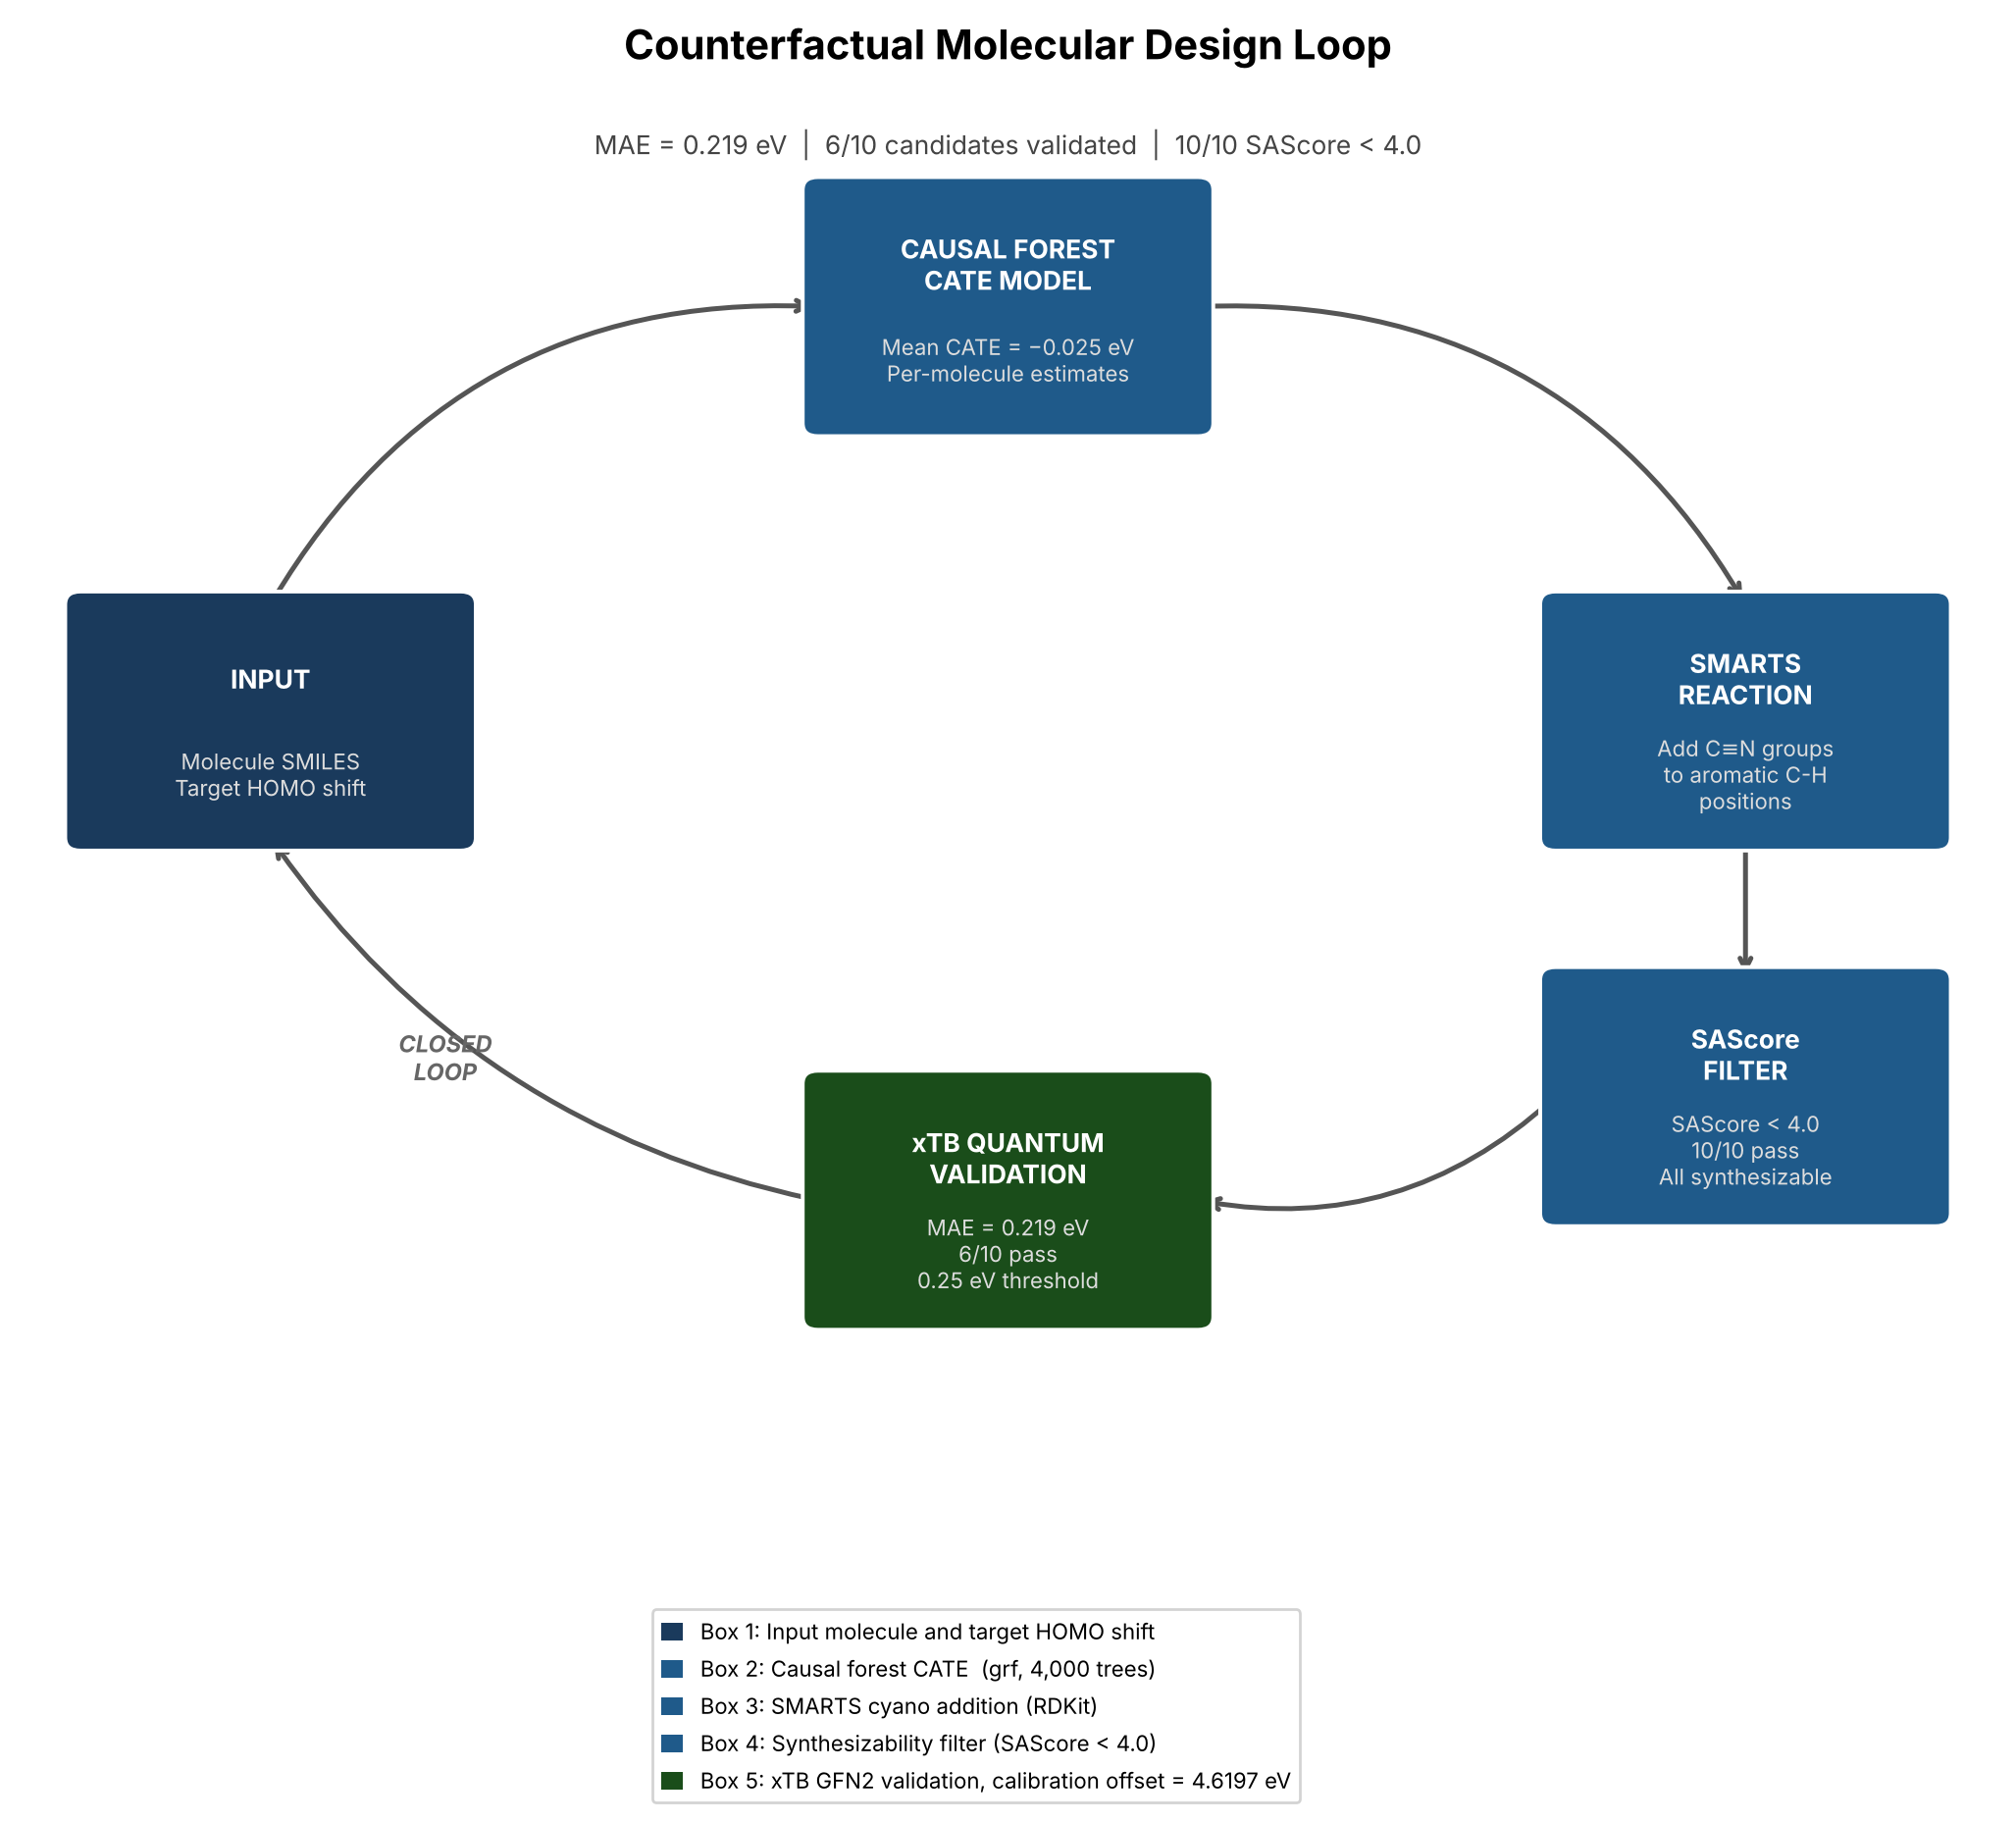 Counterfactual Molecular Design Loop
MAE = 0.219 eV | 6/10 candidates validated | 10/10 SAScore < 4.0
CAUSAL FOREST
CATE MODEL
Mean CATE = −0.025 eV
Per-molecule estimates
INPUT
Molecule SMILES
Target HOMO shift
SMARTS
REACTION
Add C≡N groups
to aromatic C-H
positions
SAScore
FILTER
SAScore < 4.0
10/10 pass
All synthesizable
xTB QUANTUM
VALIDATION
MAE = 0.219 eV
6/10 pass
0.25 eV threshold
CLOSED
LOOP
Box 1: Input molecule and target HOMO shift
Box 2: Causal forest CATE (grf, 4,000 trees)
Box 3: SMARTS cyano addition (RDKit)
Box 4: Synthesizability filter (SAScore < 4.0)
Box 5: xTB GFN2 validation, calibration offset = 4.6197 eV